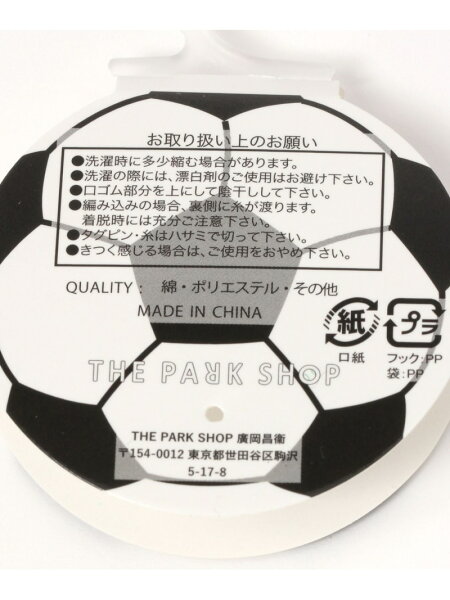 お取り扱い上のお願い
●洗濯時に多少縮む場合があります。
●洗濯の際には、漂白剤のご使用はお避け下さい。
●口ゴム部分を上にして陰干しして下さい。
●編み込みの場合、裏側に糸が渡ります。
着脱時には充分ご注意下さい。
●タグピン・糸はハサミで切って下さい。
●きつく感じる場合は、ご使用をおやめ下さい。
QUALITY : 綿・ポリエステル・その他
MADE IN CHINA
紙
口紙
プラ
フック:PP
袋:PP
THE PARK SHOP
THE PARK SHOP 廣岡昌衛
〒154-0012 東京都世田谷区駒沢
5-17-8